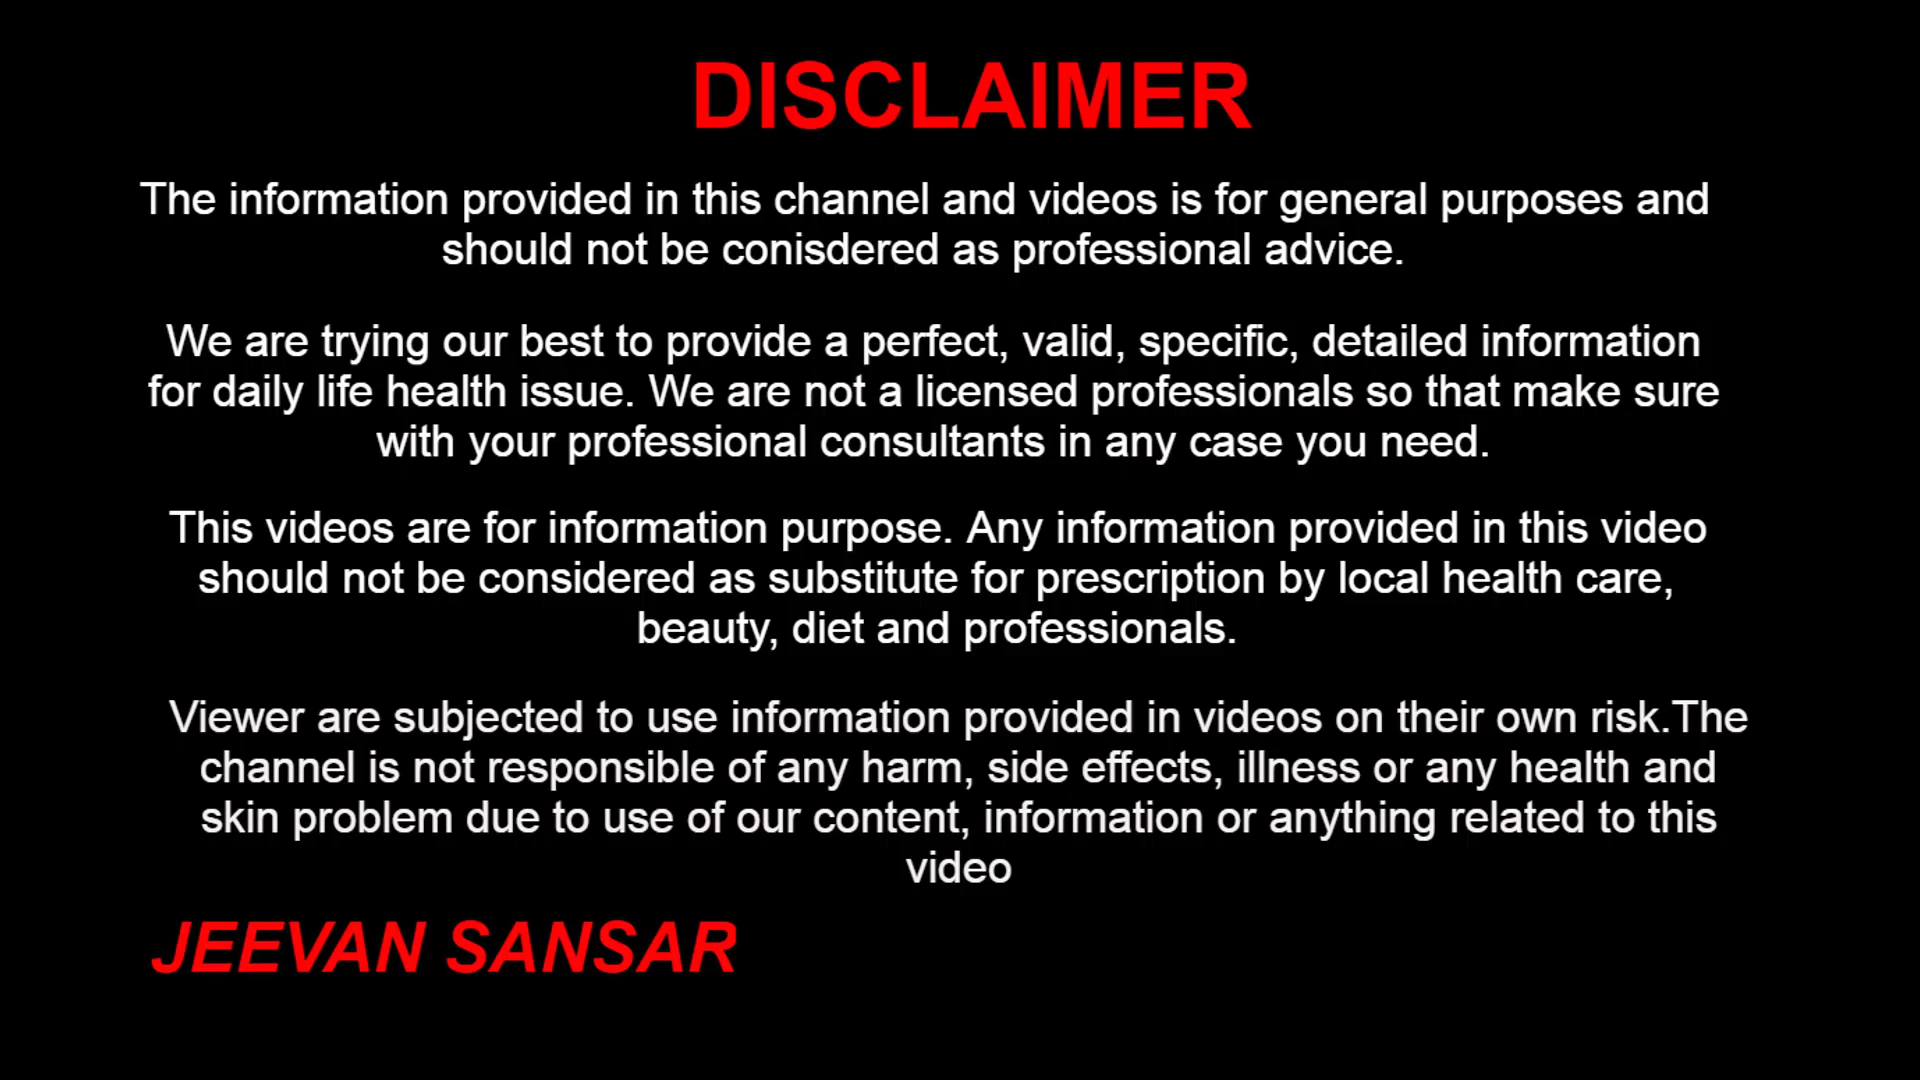 DISCLAIMER
The information provided in this channel and videos is for general purposes and
should not be conisdered as professional advice.
We are trying our best to provide a perfect, valid, specific, detailed information
for daily life health issue. We are not a licensed professionals so that make sure
with your professional consultants in any case you need.
This videos are for information purpose. Any information provided in this video
should not be considered as substitute for prescription by local health care,
beauty, diet and professionals.
Viewer are subjected to use information provided in videos on their own risk.The
channel is not responsible of any harm, side effects, illness or any health and
skin problem due to use of our content, information or anything related to this
video
JEEVAN SANSAR